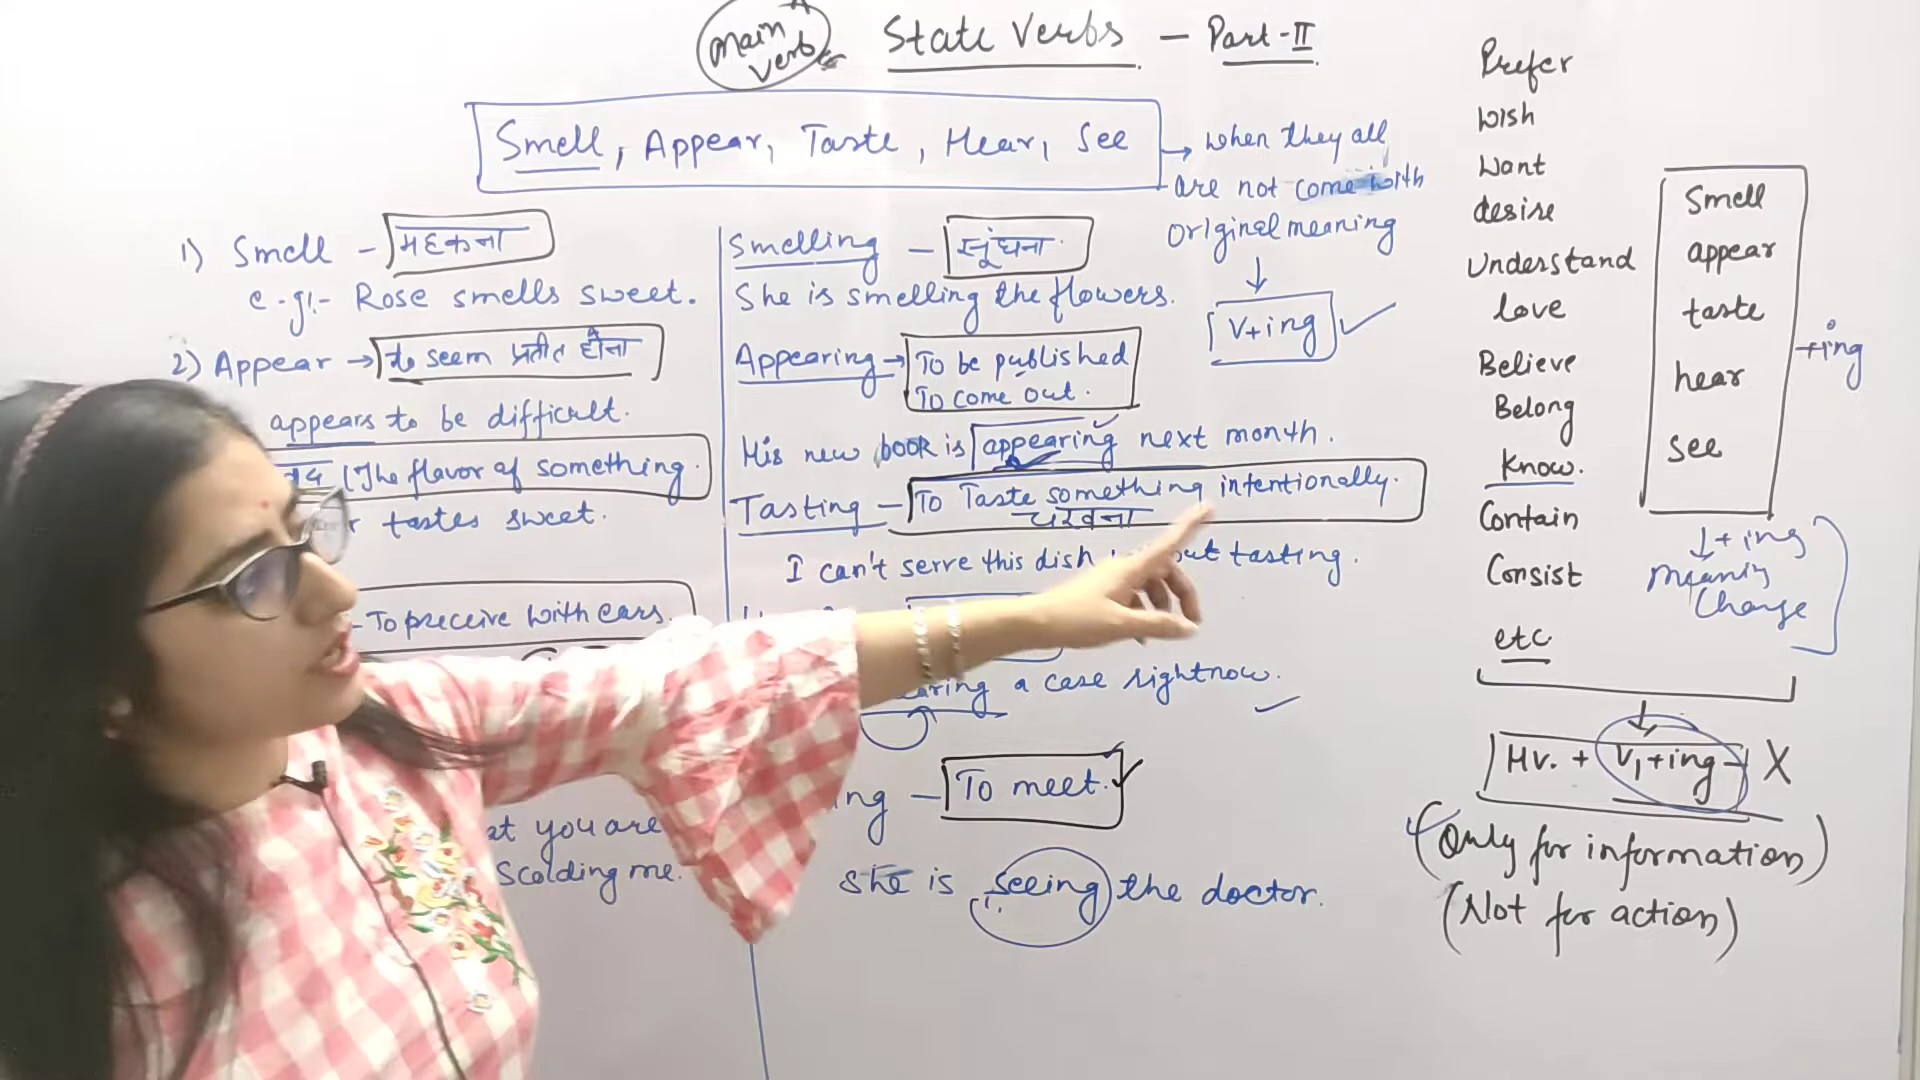 main verb
State Verbs - Part-II
Smell, Appear, Taste, Hear, See
→ when they all
are not come with
original meaning
↓
V+ing ✓
1) Smell - महकना
e.g:- Rose smells sweet.
2) Appear → to seem प्रतीत होना
appears to be difficult.
(The flavor of something.
tastes sweet.
- To preceive with ears.
at you are
scolding me.
Smelling - सूंघना
She is smelling the flowers.
Appearing → To be published
To come out.
His new book is appearing next month.
Tasting - To Taste something intentionally.
चखना
I can't serve this dish tasting.
a case rightnow.
ing - To meet.
She is seeing the doctor.
Prefer
Wish
Want
desire
Understand
love
Believe
Belong
Know.
Contain
Consist
etc.
Smell
appear
taste
hear
see
+ing
↓+ing
Meanin
Change
↓
Hv. + V₁+ing - X
(Only for information)
(Not for action)